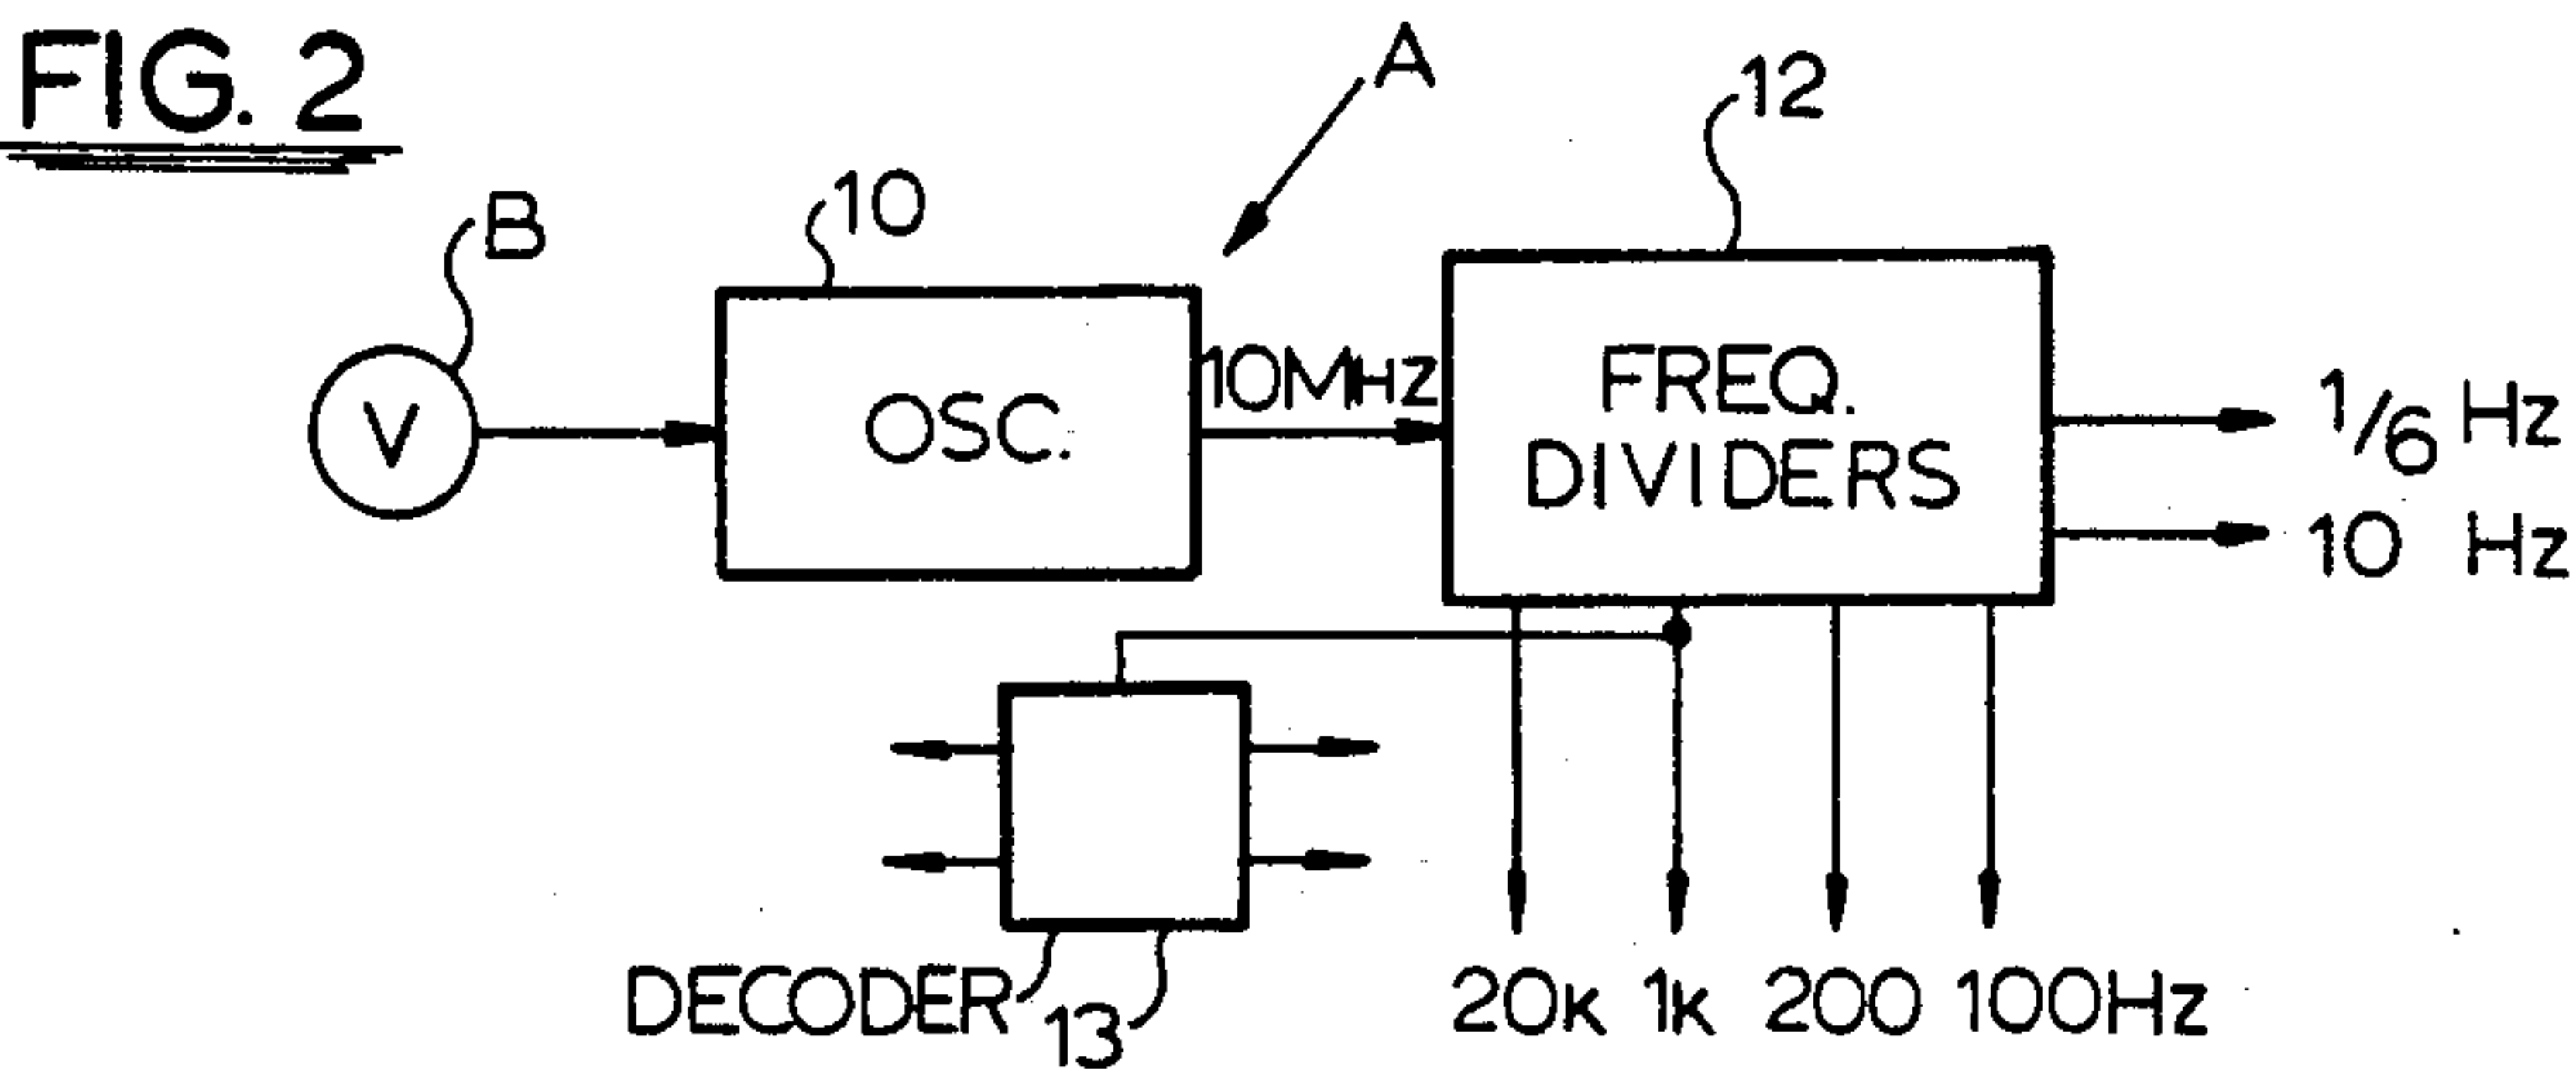 FIG. 2
A
12
10
B
V
OSC.
10MHz
FREQ.
DIVIDERS
1/6 Hz
10 Hz
DECODER
13
20K 1K 200 100Hz